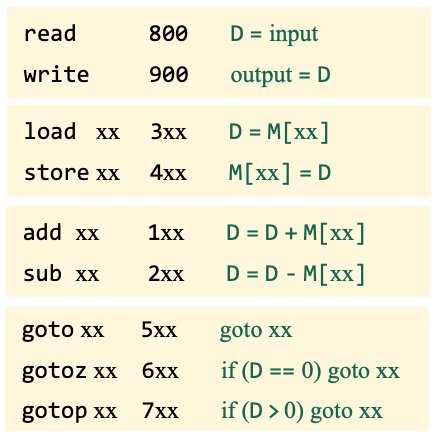 read 800 D = input
write 900 output = D
load xx 3xx D = M[xx]
store xx 4xx M[xx] = D
add xx 1xx D = D + M[xx]
sub xx 2xx D = D - M[xx]
goto xx 5xx goto xx
gotoz xx 6xx if (D == 0) goto xx
gotop xx 7xx if (D > 0) goto xx